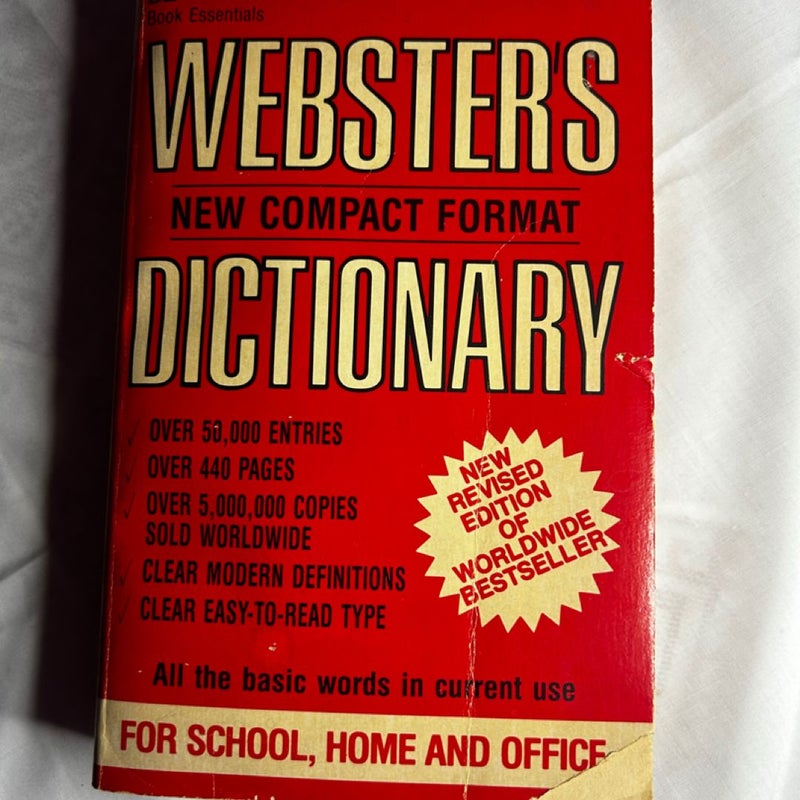 Book Essentials
WEBSTER'S
NEW COMPACT FORMAT
DICTIONARY
OVER 50,000 ENTRIES
OVER 440 PAGES
OVER 5,000,000 COPIES
SOLD WORLDWIDE
CLEAR MODERN DEFINITIONS
CLEAR EASY-TO-READ TYPE
NEW
REVISED
EDITION
OF
WORLDWIDE
BESTSELLER
All the basic words in current use
FOR SCHOOL, HOME AND OFFICE